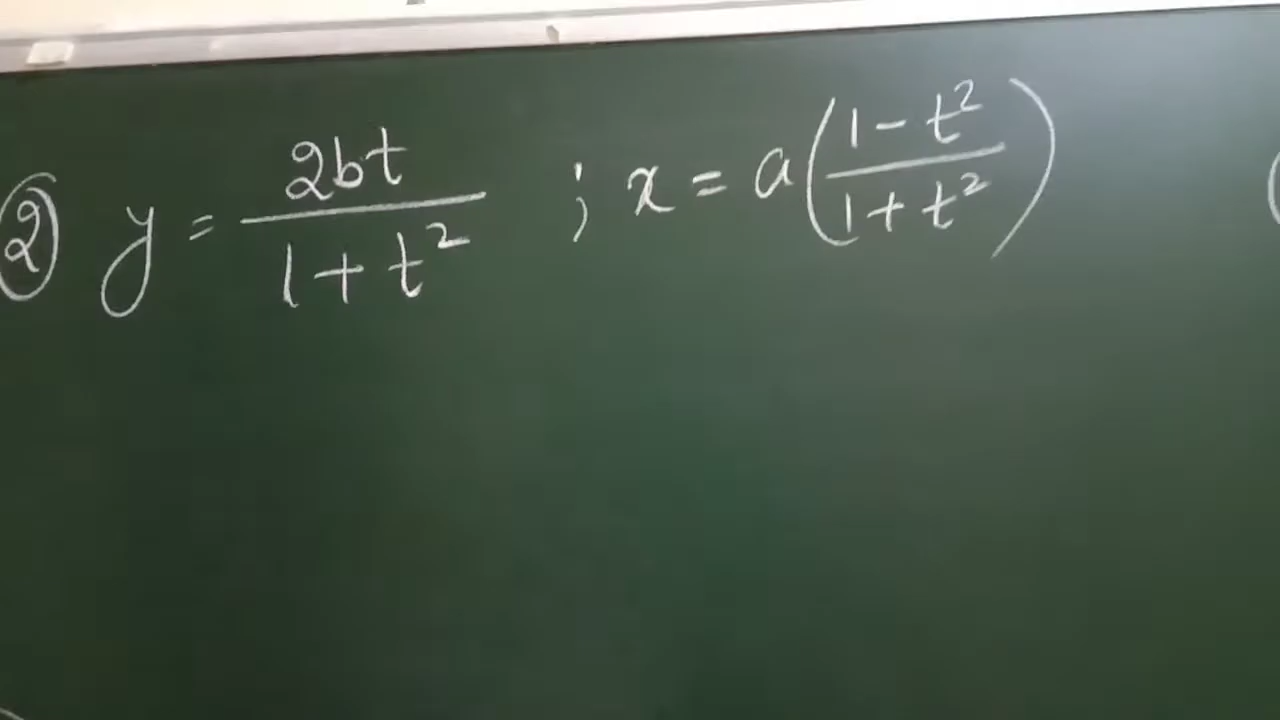 ② y = 2bt / 1 + t² ; x = a(1 - t² / 1 + t²)